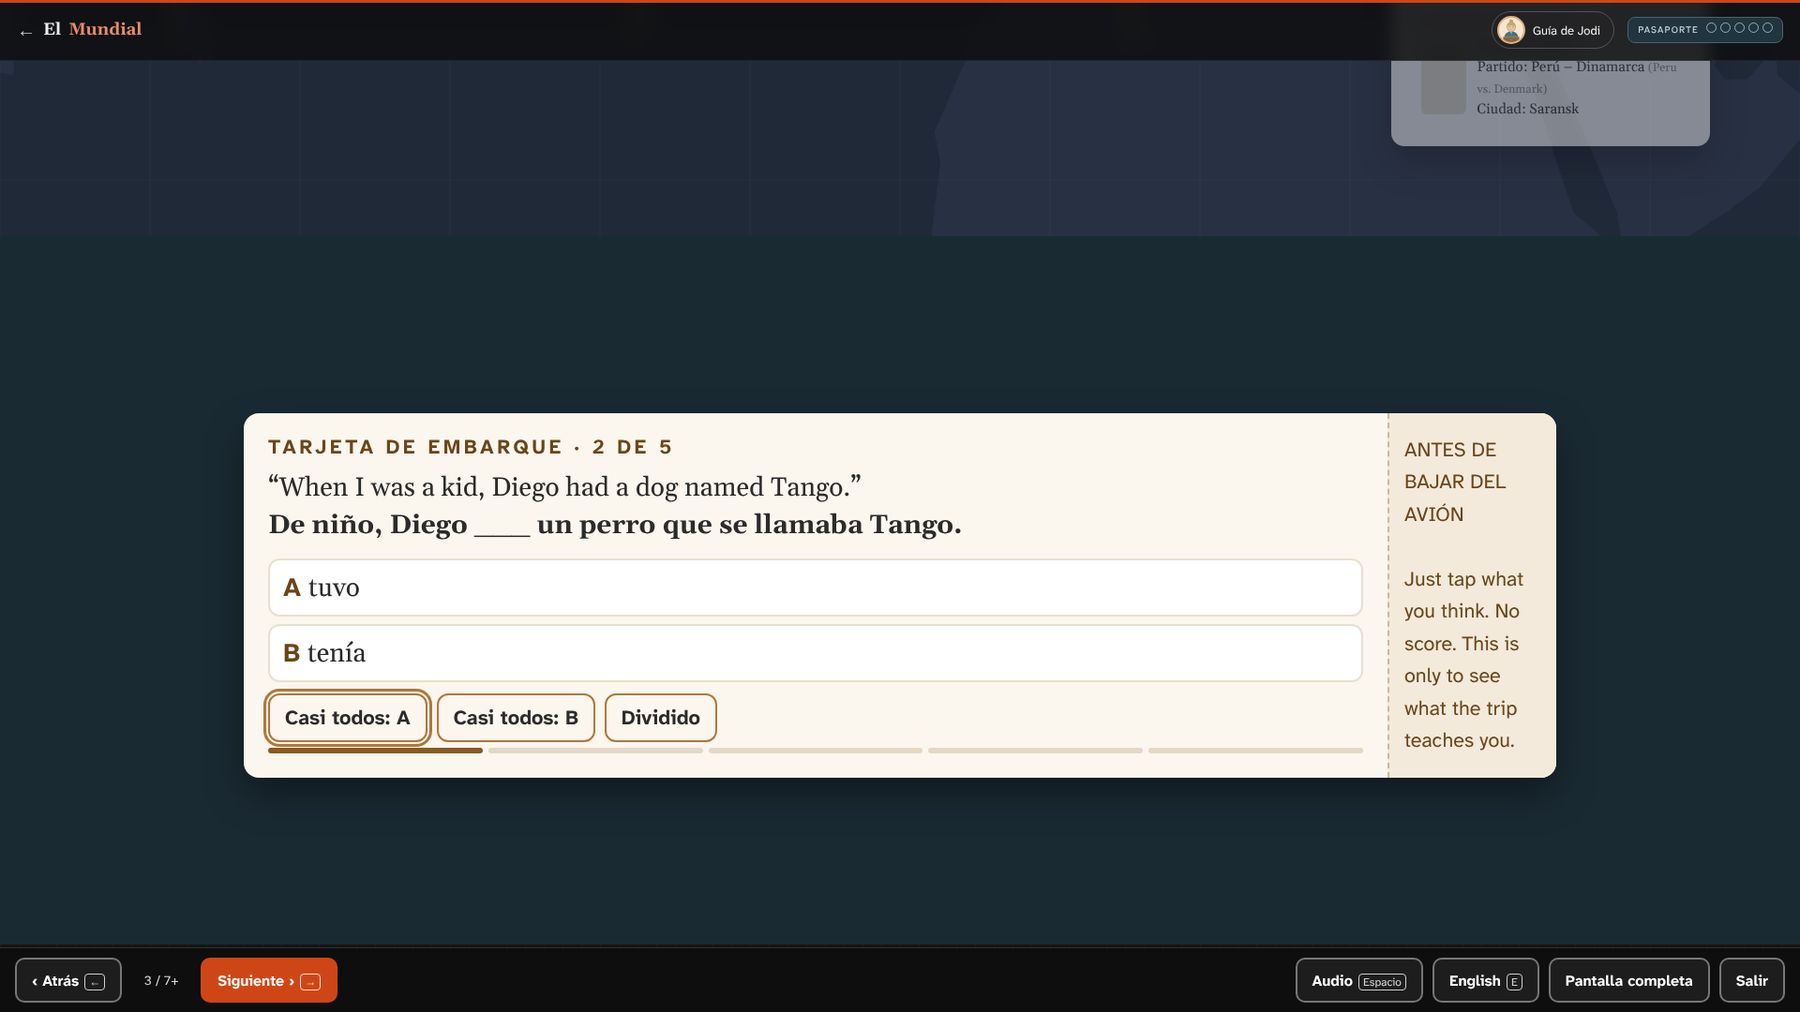 ← El Mundial
Guía de Jodi
PASAPORTE
Partido: Perú – Dinamarca (Peru
vs. Denmark)
Ciudad: Saransk
TARJETA DE EMBARQUE · 2 DE 5
“When I was a kid, Diego had a dog named Tango.”
De niño, Diego ____ un perro que se llamaba Tango.
A tuvo
B tenía
Casi todos: A
Casi todos: B
Dividido
ANTES DE
BAJAR DEL
AVIÓN
Just tap what
you think. No
score. This is
only to see
what the trip
teaches you.
‹ Atrás ←
3 / 7+
Siguiente › →
Audio Espacio
English E
Pantalla completa
Salir